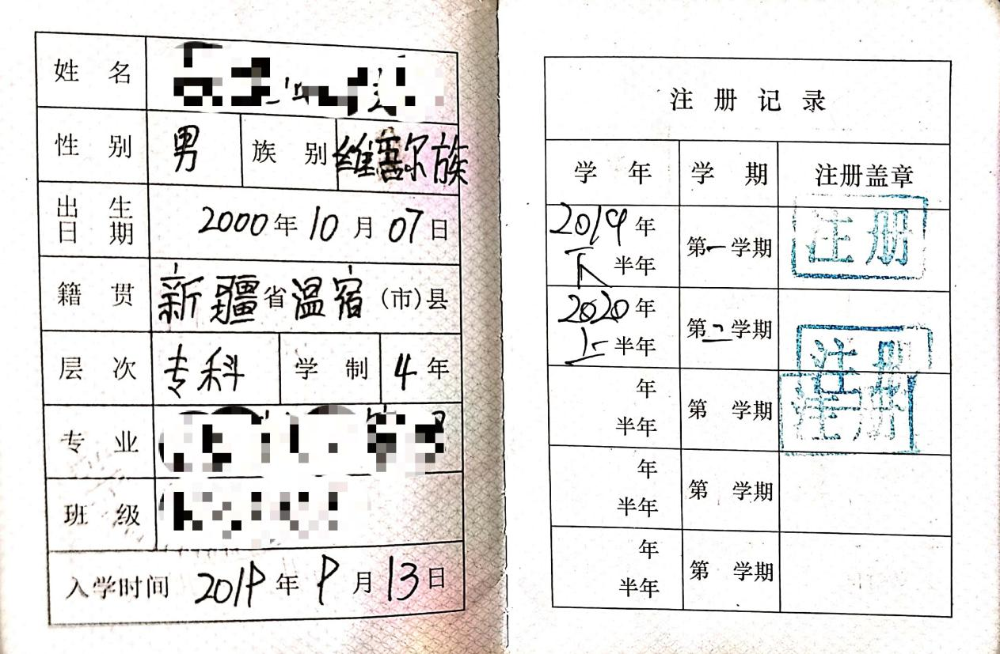 姓 名
性 别 男 族 别 维吾尔族
出 生
日 期 2000年10月07日
籍 贯 新疆省温宿(市)县
层 次 专科 学 制 4年
专 业
班 级
入学时间 2019年9月13日
注 册 记 录
学 年 学 期 注册盖章
2019年
下半年 第一学期 注册
2020年
上半年 第二学期 注册
年
半年 第 学期 注册
年
半年 第 学期
年
半年 第 学期